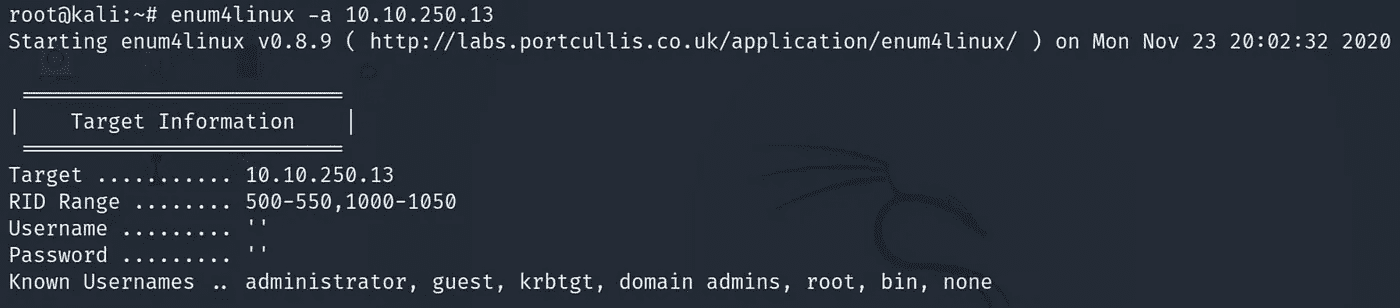 root@kali:~# enum4linux -a 10.10.250.13
Starting enum4linux v0.8.9 ( http://labs.portcullis.co.uk/application/enum4linux/ ) on Mon Nov 23 20:02:32 2020
 ==========================
|    Target Information    |
 ==========================
Target ........... 10.10.250.13
RID Range ........ 500-550,1000-1050
Username ......... ''
Password ......... ''
Known Usernames .. administrator, guest, krbtgt, domain admins, root, bin, none